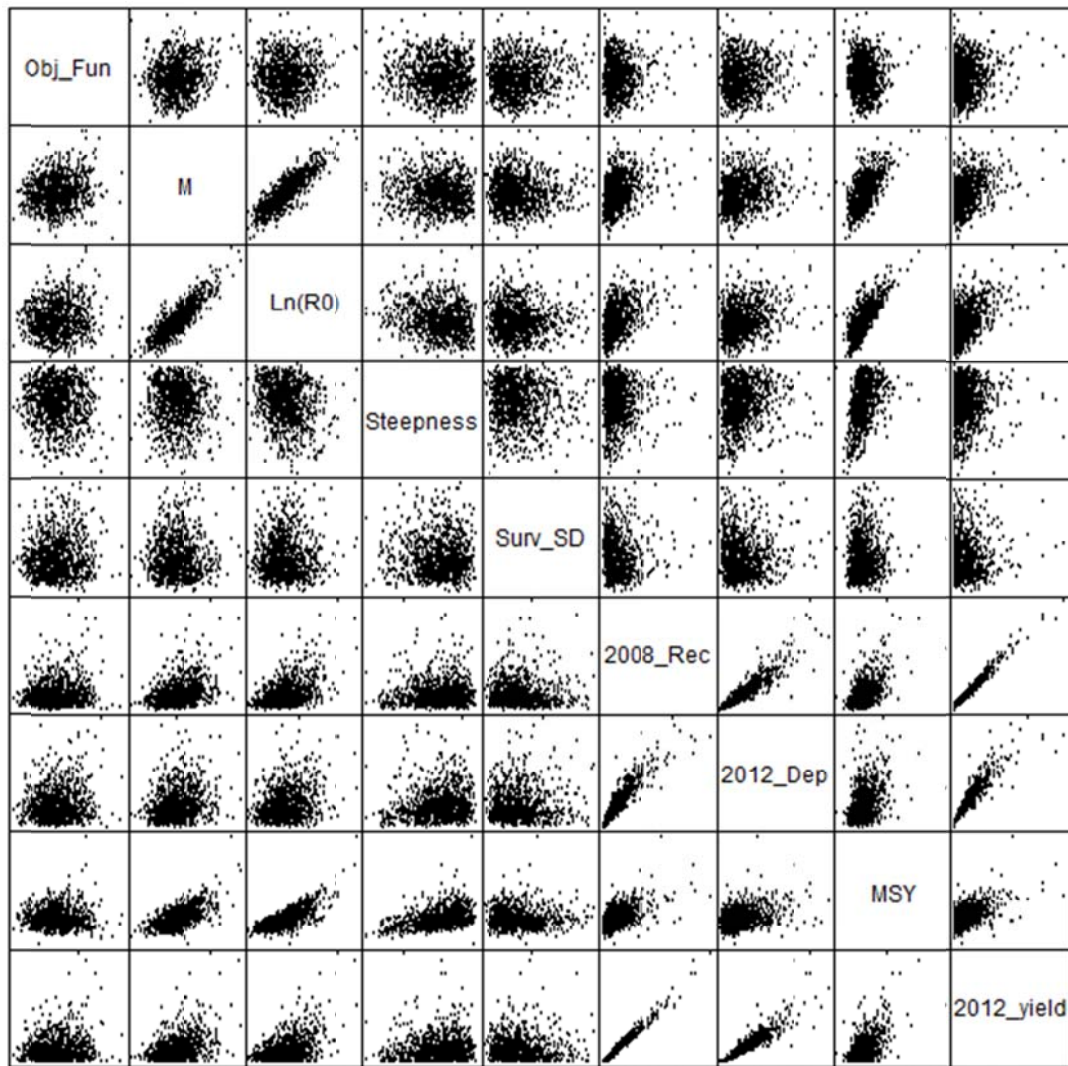 Obj_Fun
M
Ln(R0)
Steepness
Surv_SD
2008_Rec
2012_Dep
MSY
2012_yield